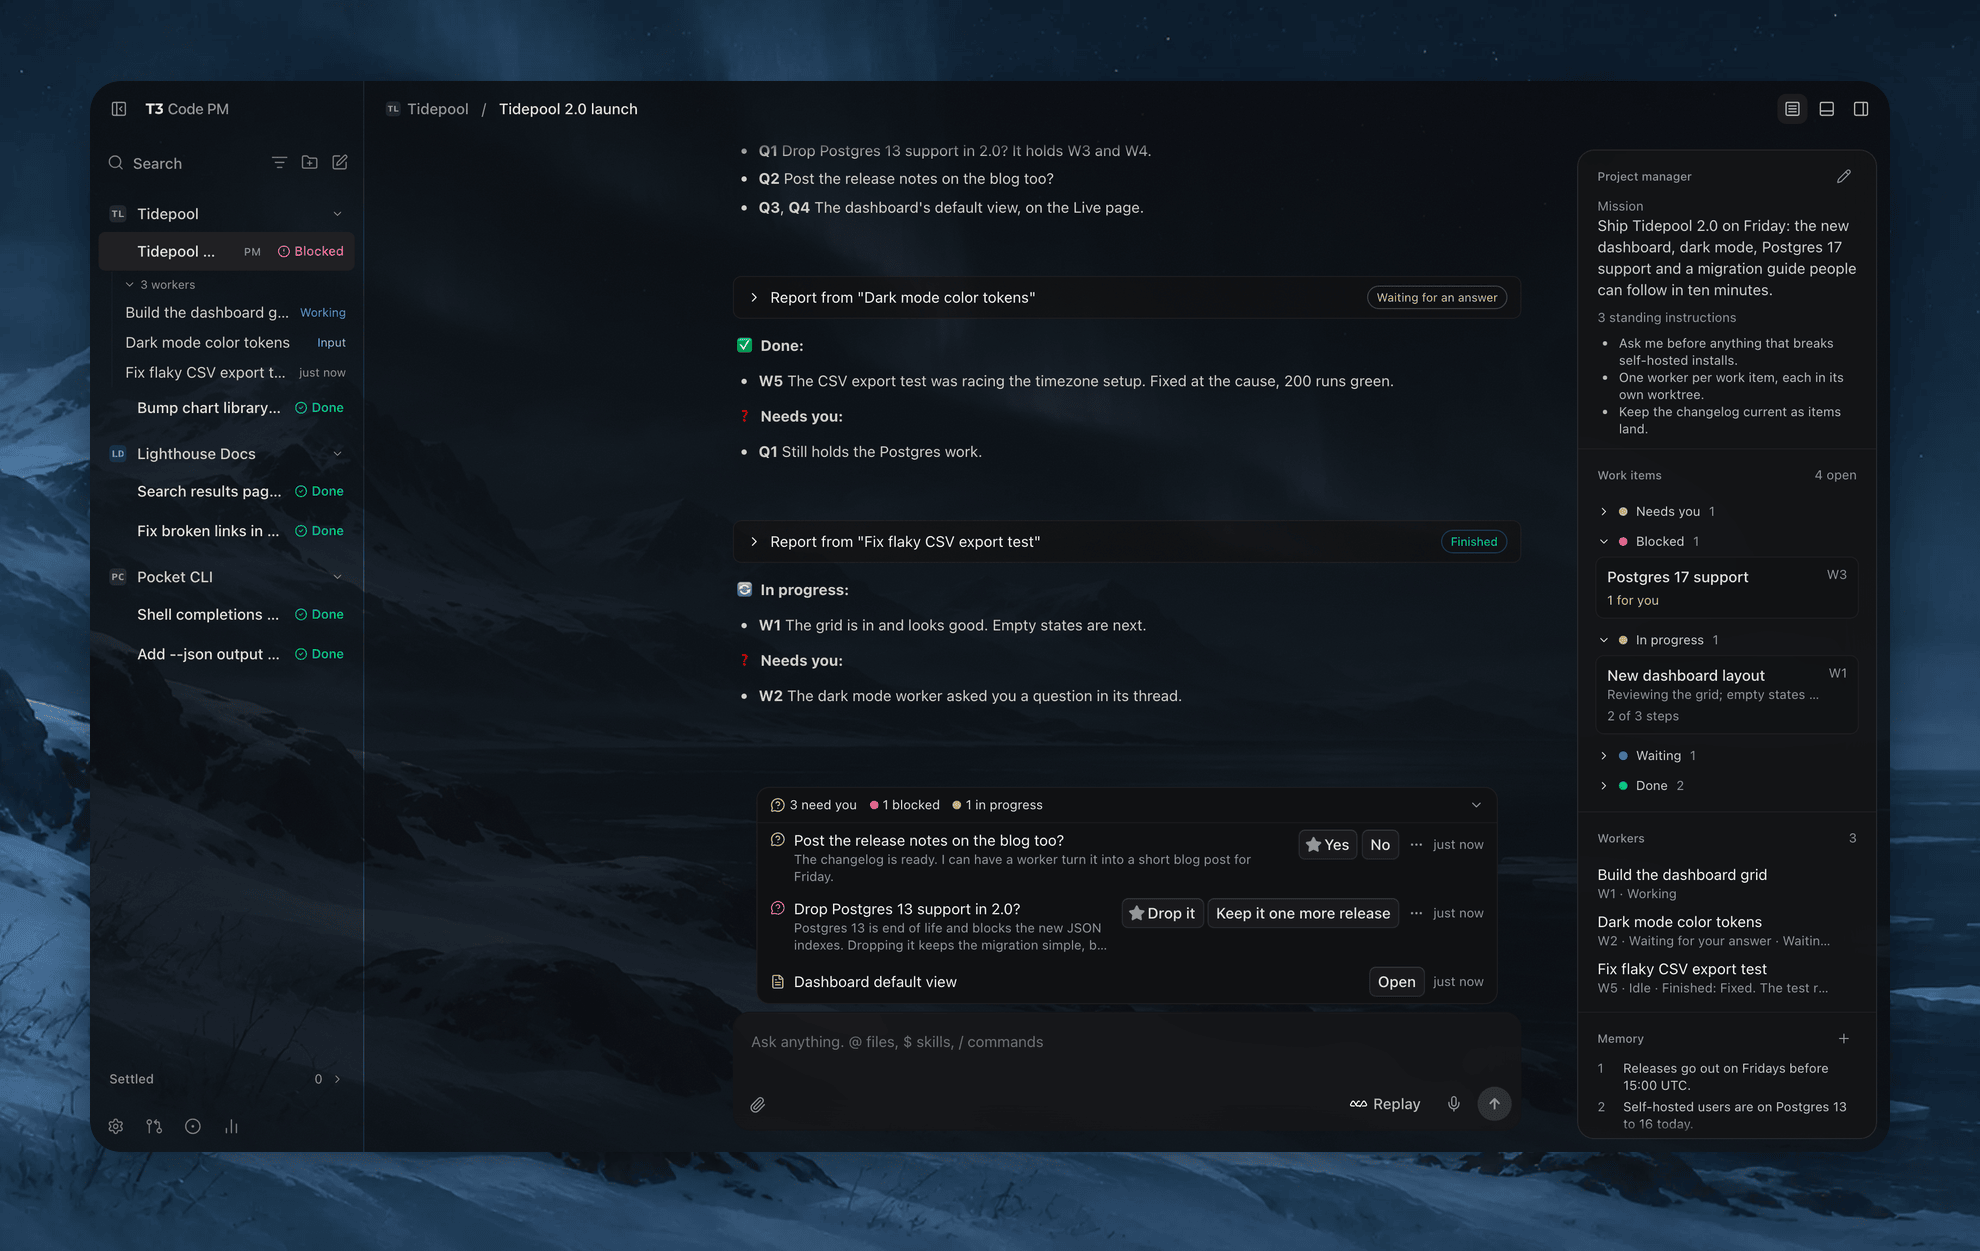 T3 Code PM
Search
TL Tidepool
Tidepool ... PM Blocked
3 workers
Build the dashboard g... Working
Dark mode color tokens Input
Fix flaky CSV export t... just now
Bump chart library... Done
LD Lighthouse Docs
Search results pag... Done
Fix broken links in ... Done
PC Pocket CLI
Shell completions ... Done
Add --json output ... Done
Settled 0
TL Tidepool / Tidepool 2.0 launch
• Q1 Drop Postgres 13 support in 2.0? It holds W3 and W4.
• Q2 Post the release notes on the blog too?
• Q3, Q4 The dashboard's default view, on the Live page.
Report from "Dark mode color tokens" Waiting for an answer
✅ Done:
• W5 The CSV export test was racing the timezone setup. Fixed at the cause, 200 runs green.
❓ Needs you:
• Q1 Still holds the Postgres work.
Report from "Fix flaky CSV export test" Finished
🔄 In progress:
• W1 The grid is in and looks good. Empty states are next.
❓ Needs you:
• W2 The dark mode worker asked you a question in its thread.
3 need you 1 blocked 1 in progress
Post the release notes on the blog too? Yes No ... just now
The changelog is ready. I can have a worker turn it into a short blog post for
Friday.
Drop Postgres 13 support in 2.0? Drop it Keep it one more release ... just now
Postgres 13 is end of life and blocks the new JSON
indexes. Dropping it keeps the migration simple, b...
Dashboard default view Open just now
Ask anything. @ files, $ skills, / commands
Replay
Project manager
Mission
Ship Tidepool 2.0 on Friday: the new
dashboard, dark mode, Postgres 17
support and a migration guide people
can follow in ten minutes.
3 standing instructions
• Ask me before anything that breaks
self-hosted installs.
• One worker per work item, each in its
own worktree.
• Keep the changelog current as items
land.
Work items 4 open
Needs you 1
Blocked 1
Postgres 17 support W3
1 for you
In progress 1
New dashboard layout W1
Reviewing the grid; empty states ...
2 of 3 steps
Waiting 1
Done 2
Workers 3
Build the dashboard grid
W1 · Working
Dark mode color tokens
W2 · Waiting for your answer · Waitin...
Fix flaky CSV export test
W5 · Idle · Finished: Fixed. The test r...
Memory
1 Releases go out on Fridays before
15:00 UTC.
2 Self-hosted users are on Postgres 13
to 16 today.